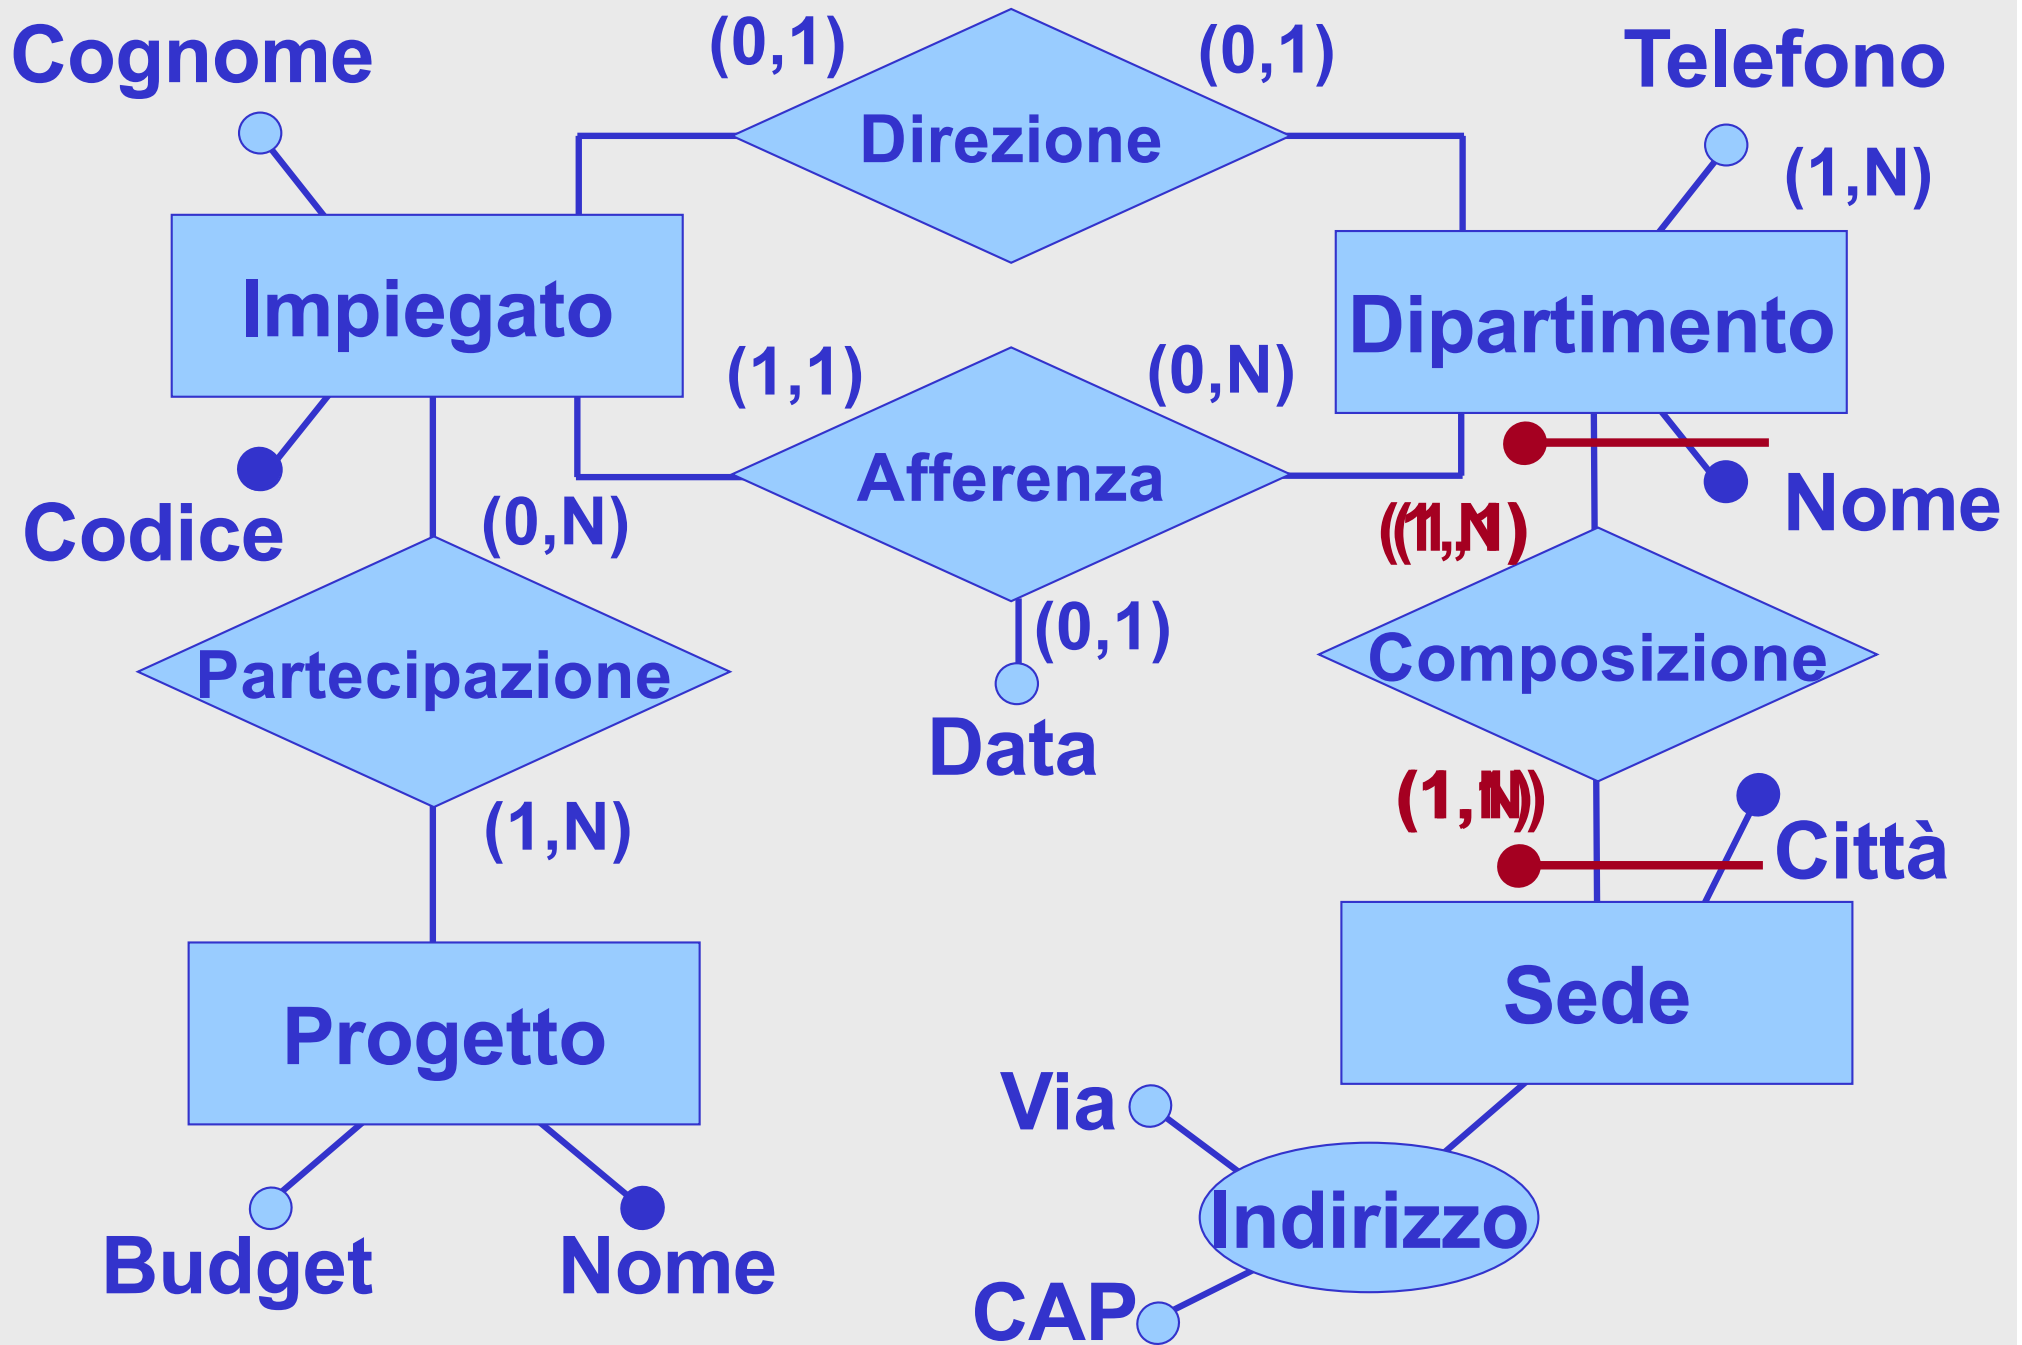 Cognome
(0,1)
(0,1)
Telefono
Direzione
(1,N)
Impiegato
Dipartimento
(1,1)
(0,N)
Afferenza
Codice
(0,N)
Nome
(0,1)
Partecipazione
Composizione
Data
(1,N)
Città
Sede
Progetto
Via
Indirizzo
Budget
Nome
CAP